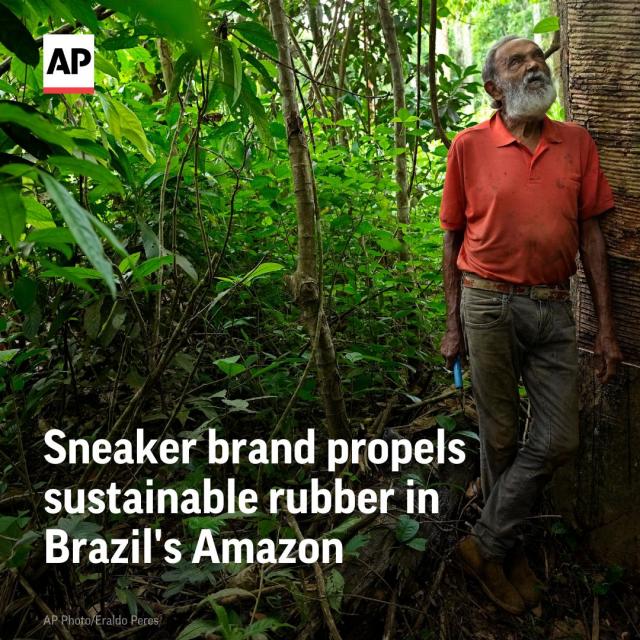 AP
Sneaker brand propels
sustainable rubber in
Brazil's Amazon
AP Photo/Eraldo Peres